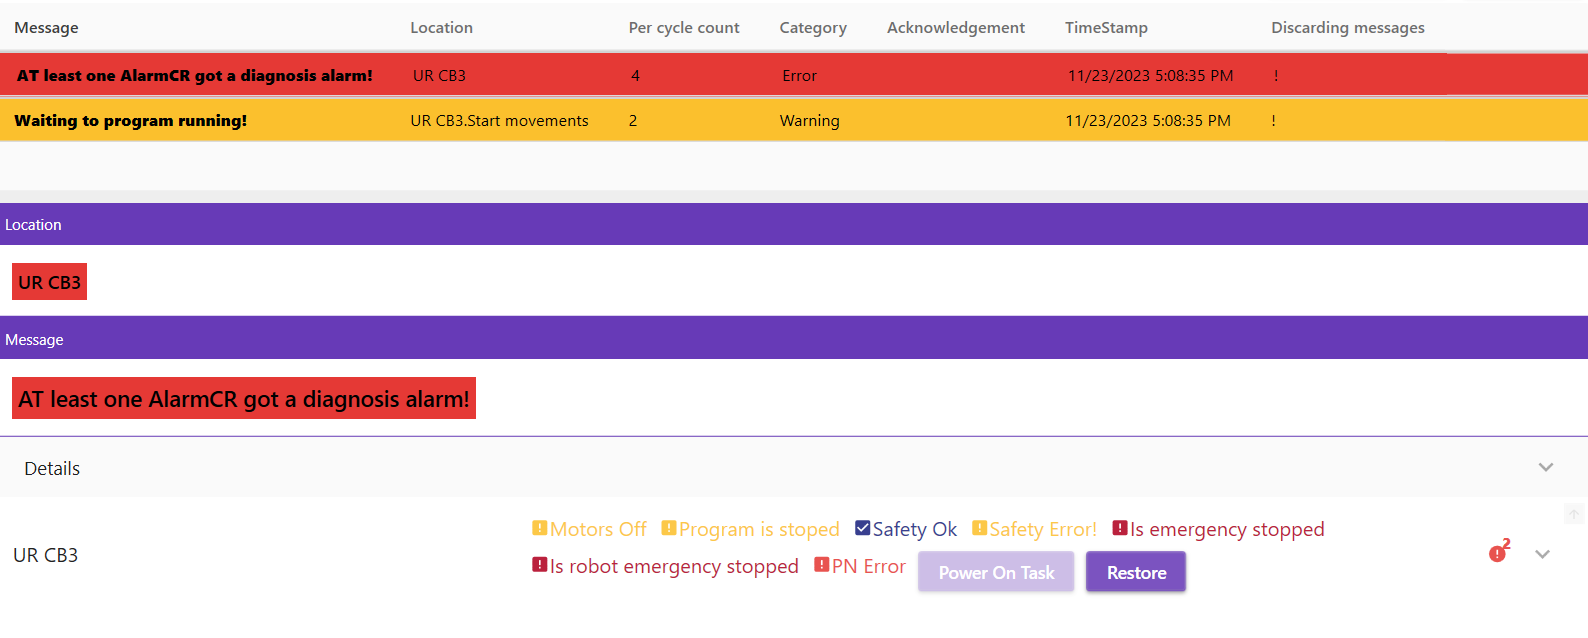 Message Location Per cycle count Category Acknowledgement TimeStamp Discarding messages
AT least one AlarmCR got a diagnosis alarm! UR CB3 4 Error 11/23/2023 5:08:35 PM !
Waiting to program running! UR CB3.Start movements 2 Warning 11/23/2023 5:08:35 PM !
Location
UR CB3
Message
AT least one AlarmCR got a diagnosis alarm!
Details
Motors Off Program is stoped Safety Ok Safety Error! Is emergency stopped
UR CB3 2
Is robot emergency stopped PN Error Power On Task Restore